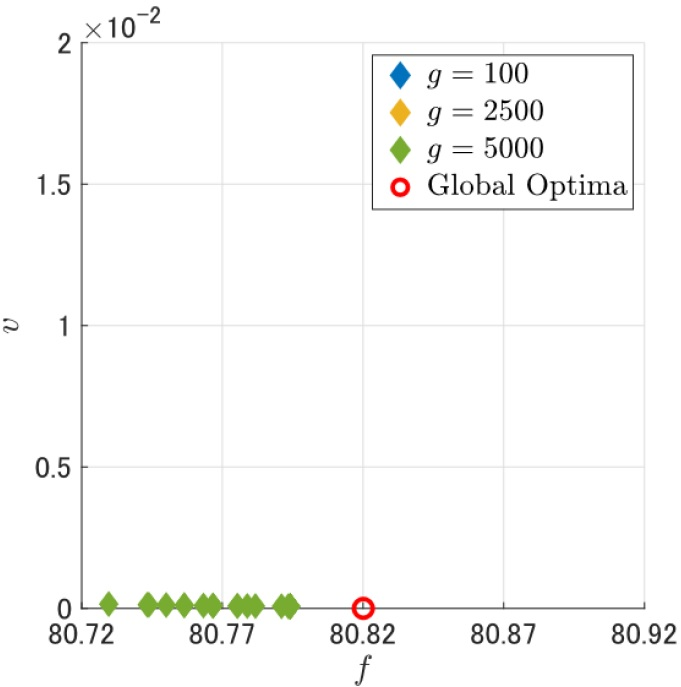 ×10⁻²
2
1.5
1
0.5
0
v
80.72 80.77 80.82 80.87 80.92
f
g = 100
g = 2500
g = 5000
Global Optima